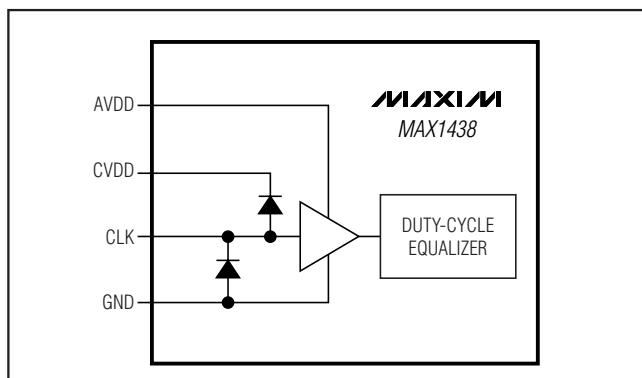 AVDD
MAXIM
MAX1438
CVDD
CLK
DUTY-CYCLE
EQUALIZER
GND